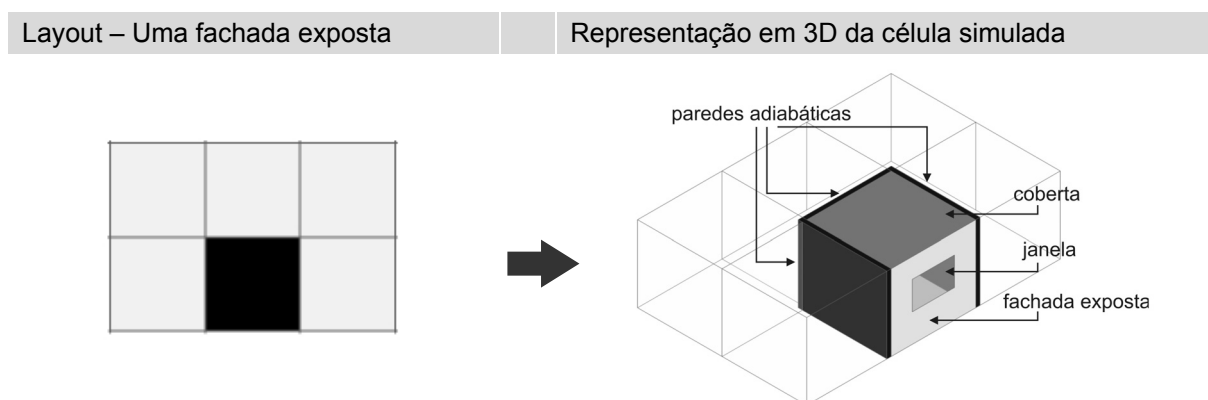 Layout – Uma fachada exposta
Representação em 3D da célula simulada
paredes adiabáticas
coberta
janela
fachada exposta